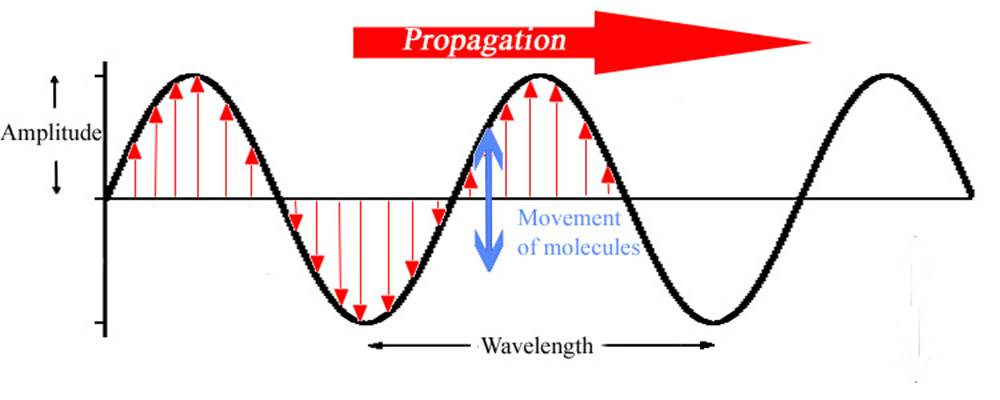 Propagation
Amplitude
Movement
of molecules
Wavelength